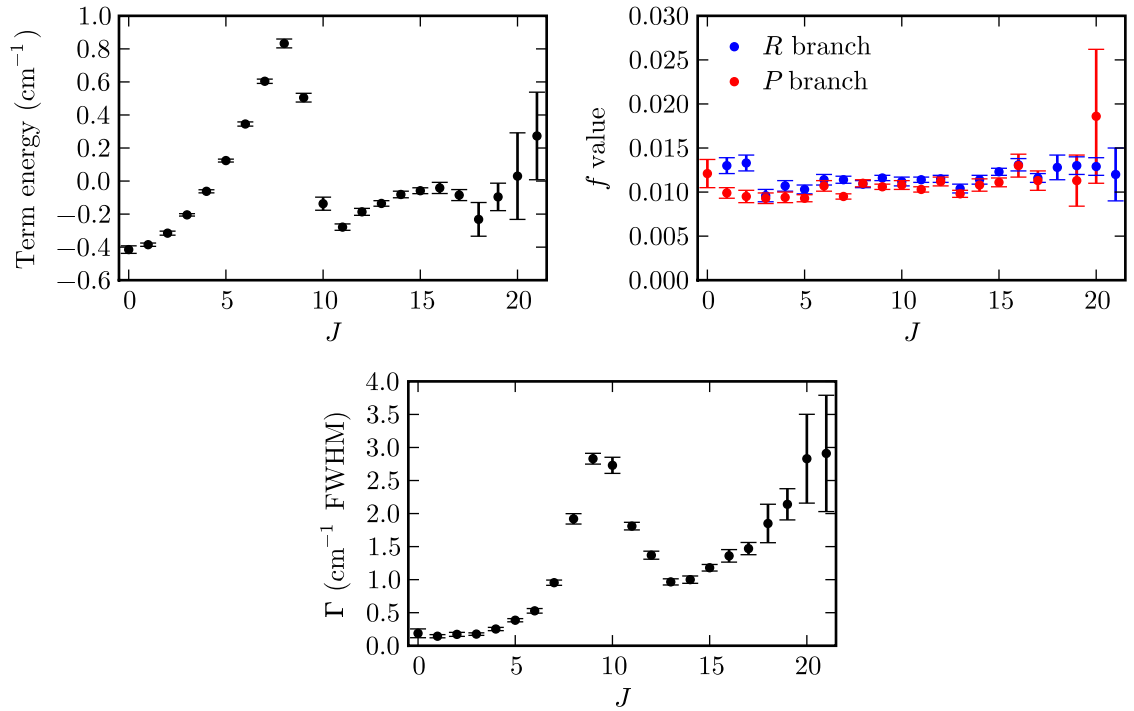 Term energy (cm⁻¹)
1.0
0.8
0.6
0.4
0.2
0.0
−0.2
−0.4
−0.6
0 5 10 15 20
J
f value
0.030
0.025
0.020
0.015
0.010
0.005
0.000
R branch
P branch
0 5 10 15 20
J
Γ (cm⁻¹ FWHM)
4.0
3.5
3.0
2.5
2.0
1.5
1.0
0.5
0.0
0 5 10 15 20
J